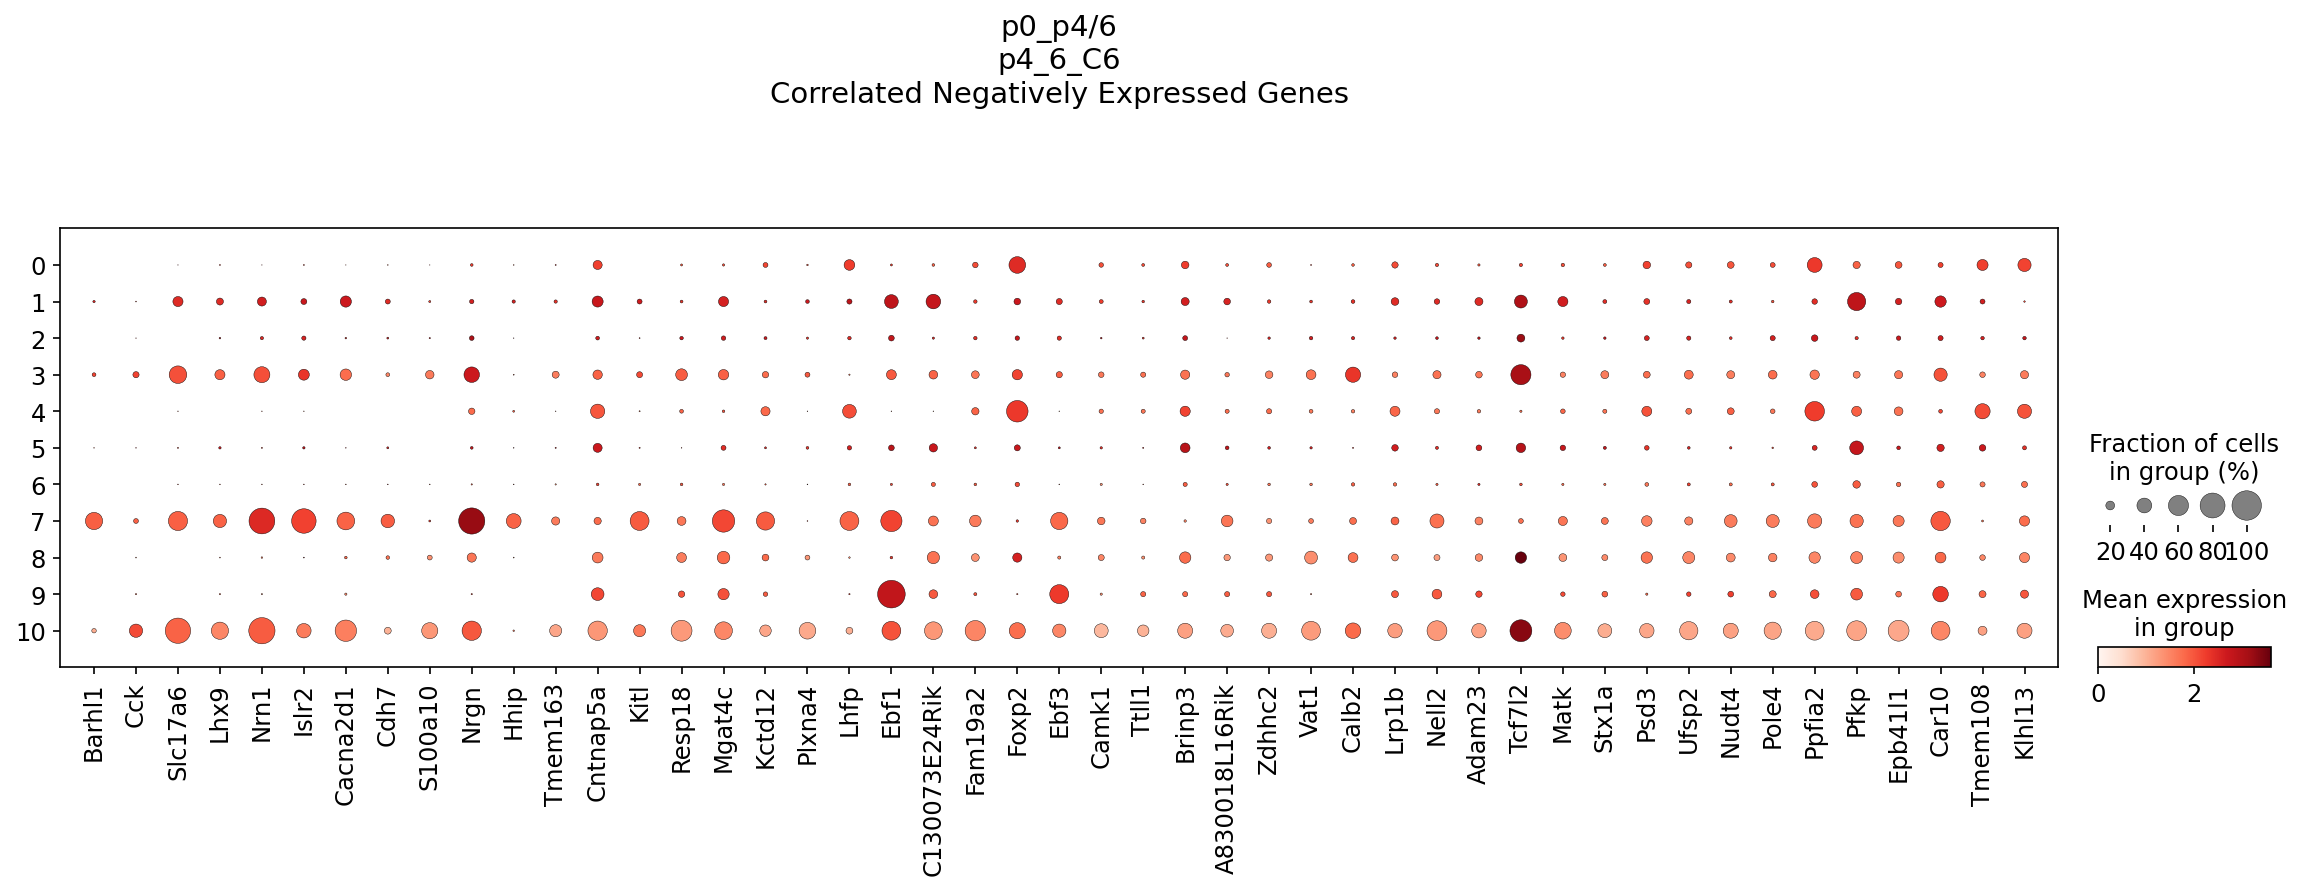 p0_p4/6
p4_6_C6
Correlated Negatively Expressed Genes
0
1
2
3
4
5
6
7
8
9
10
Barhl1
Cck
Slc17a6
Lhx9
Nrn1
Islr2
Cacna2d1
Cdh7
S100a10
Nrgn
Hhip
Tmem163
Cntnap5a
Kitl
Resp18
Mgat4c
Kctd12
Plxna4
Lhfp
Ebf1
C130073E24Rik
Fam19a2
Foxp2
Ebf3
Camk1
Ttll1
Brinp3
A830018L16Rik
Zdhhc2
Vat1
Calb2
Lrp1b
Nell2
Adam23
Tcf7l2
Matk
Stx1a
Psd3
Ufsp2
Nudt4
Pole4
Ppfia2
Pfkp
Epb41l1
Car10
Tmem108
Klhl13
Fraction of cells
in group (%)
20 40 60 80 100
Mean expression
in group
0 2